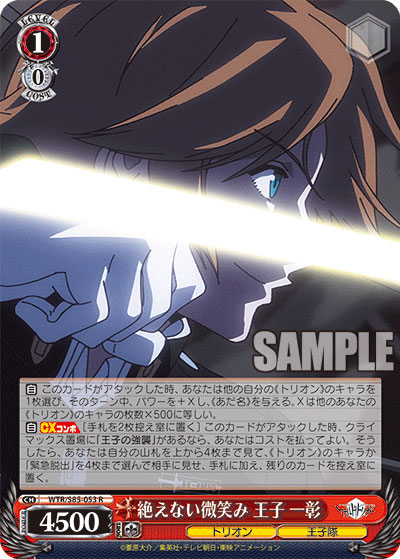 LEVEL
1
0
COST
SAMPLE
自 このカードがアタックした時、あなたは他の自分の《トリオン》のキャラを
1枚選び、そのターン中、パワーを＋Xし、《あだ名》を与える。Xは他のあなたの
《トリオン》のキャラの枚数×500に等しい。
自 CXコンボ ［手札を2枚控え室に置く］ このカードがアタックした時、クライ
マックス置場に「王子の強襲」があるなら、あなたはコストを払ってよい。そう
したら、あなたは自分の山札を上から4枚まで見て、《トリオン》のキャラか
「緊急脱出」を4枚まで選んで相手に見せ、手札に加え、残りのカードを控え室
に置く。
CH WTR/S85-053 R
4500
絶えない微笑み 王子 一彰
トリオン
王子隊
©葦原大介／集英社・テレビ朝日・東映アニメーション